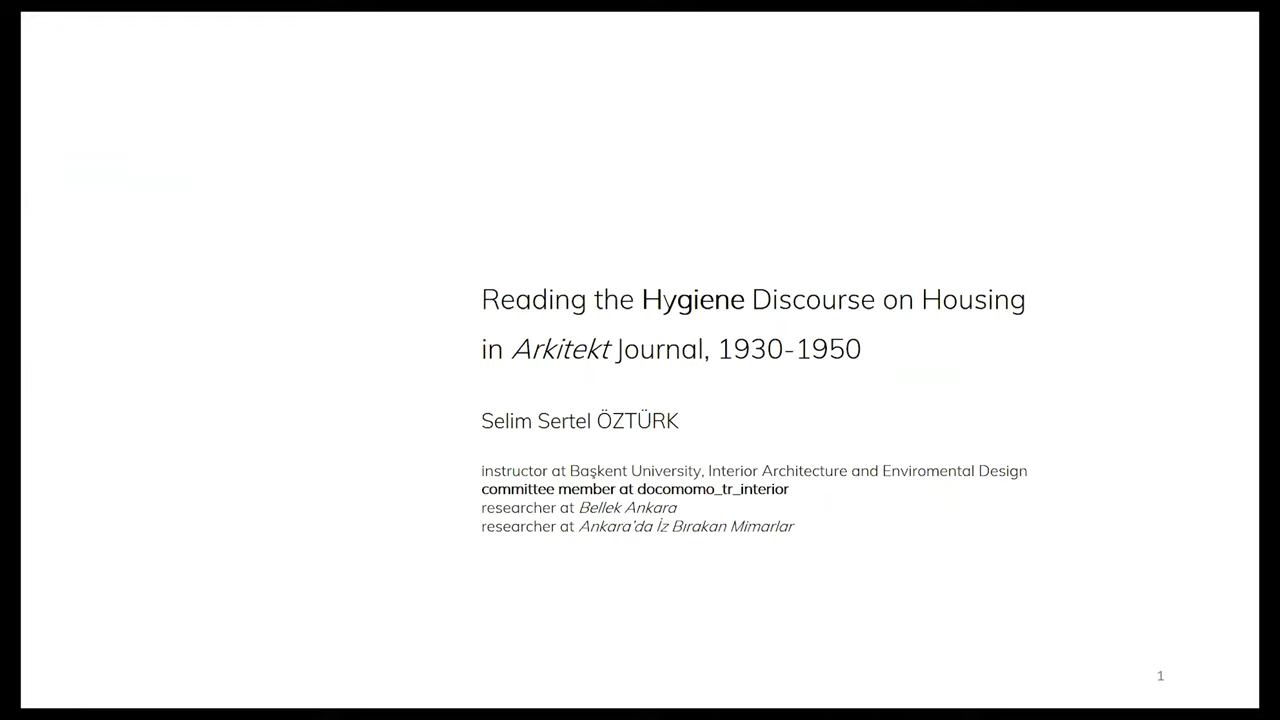 Reading the Hygiene Discourse on Housing
in Arkitekt Journal, 1930-1950
Selim Sertel ÖZTÜRK
instructor at Başkent University, Interior Architecture and Enviromental Design
committee member at docomomo_tr_interior
researcher at Bellek Ankara
researcher at Ankara'da İz Bırakan Mimarlar
1